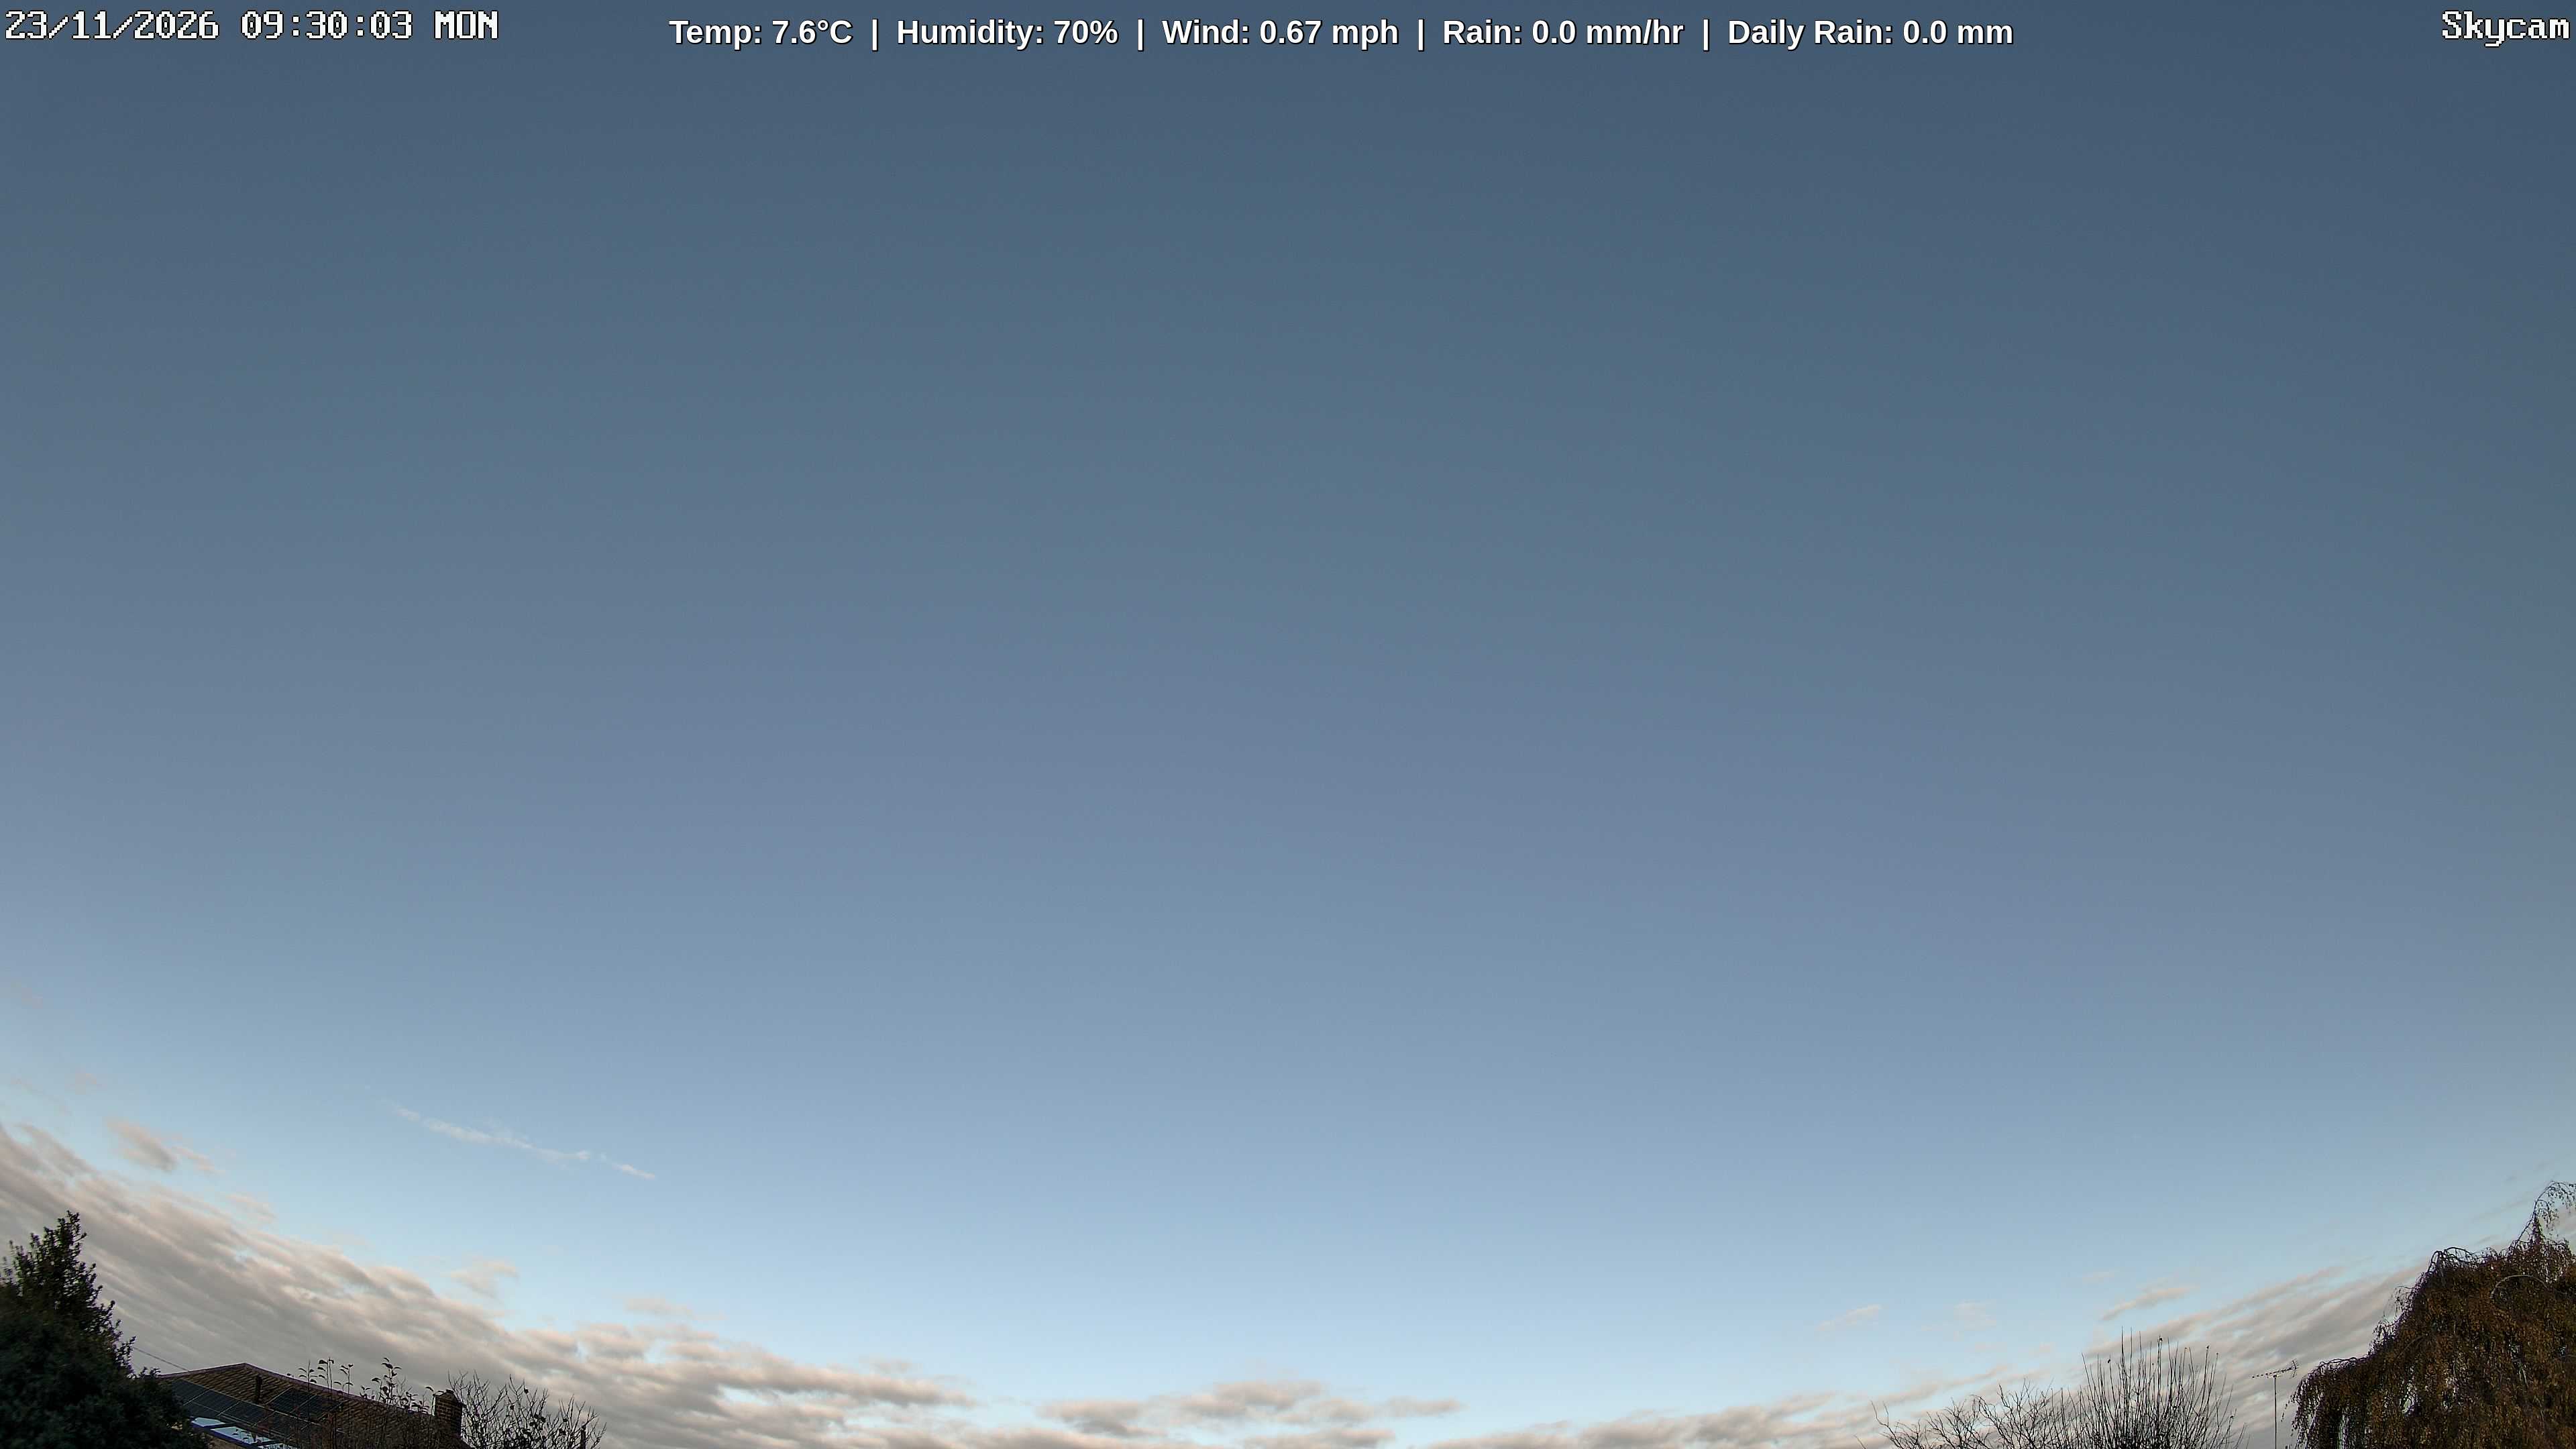 23/11/2026 09:30:03 MON
Temp: 7.6°C | Humidity: 70% | Wind: 0.67 mph | Rain: 0.0 mm/hr | Daily Rain: 0.0 mm
Skycam